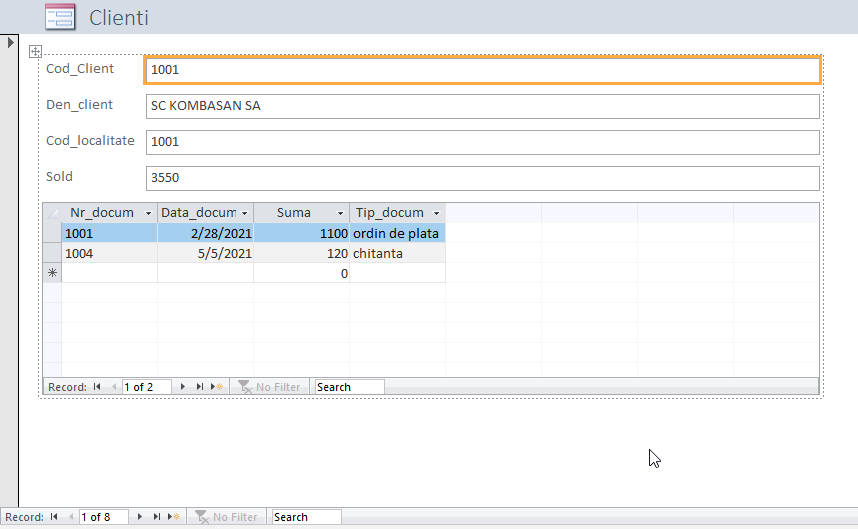 Clienti
Cod_Client 1001
Den_client SC KOMBASAN SA
Cod_localitate 1001
Sold 3550
Nr_docum Data_docum Suma Tip_docum
1001 2/28/2021 1100 ordin de plata
1004 5/5/2021 120 chitanta
0
Record: 1 of 2 No Filter Search
Record: 1 of 8 No Filter Search